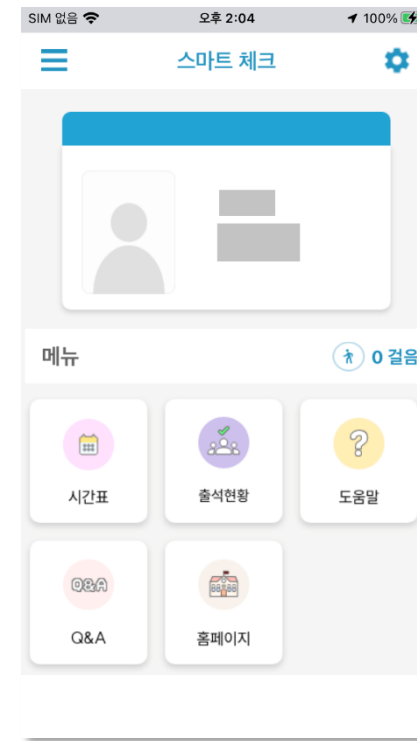 SIM 없음 오후 2:04 100%
스마트 체크
메뉴 0 걸음
시간표 출석현황 도움말
Q&A
Q&A 홈페이지